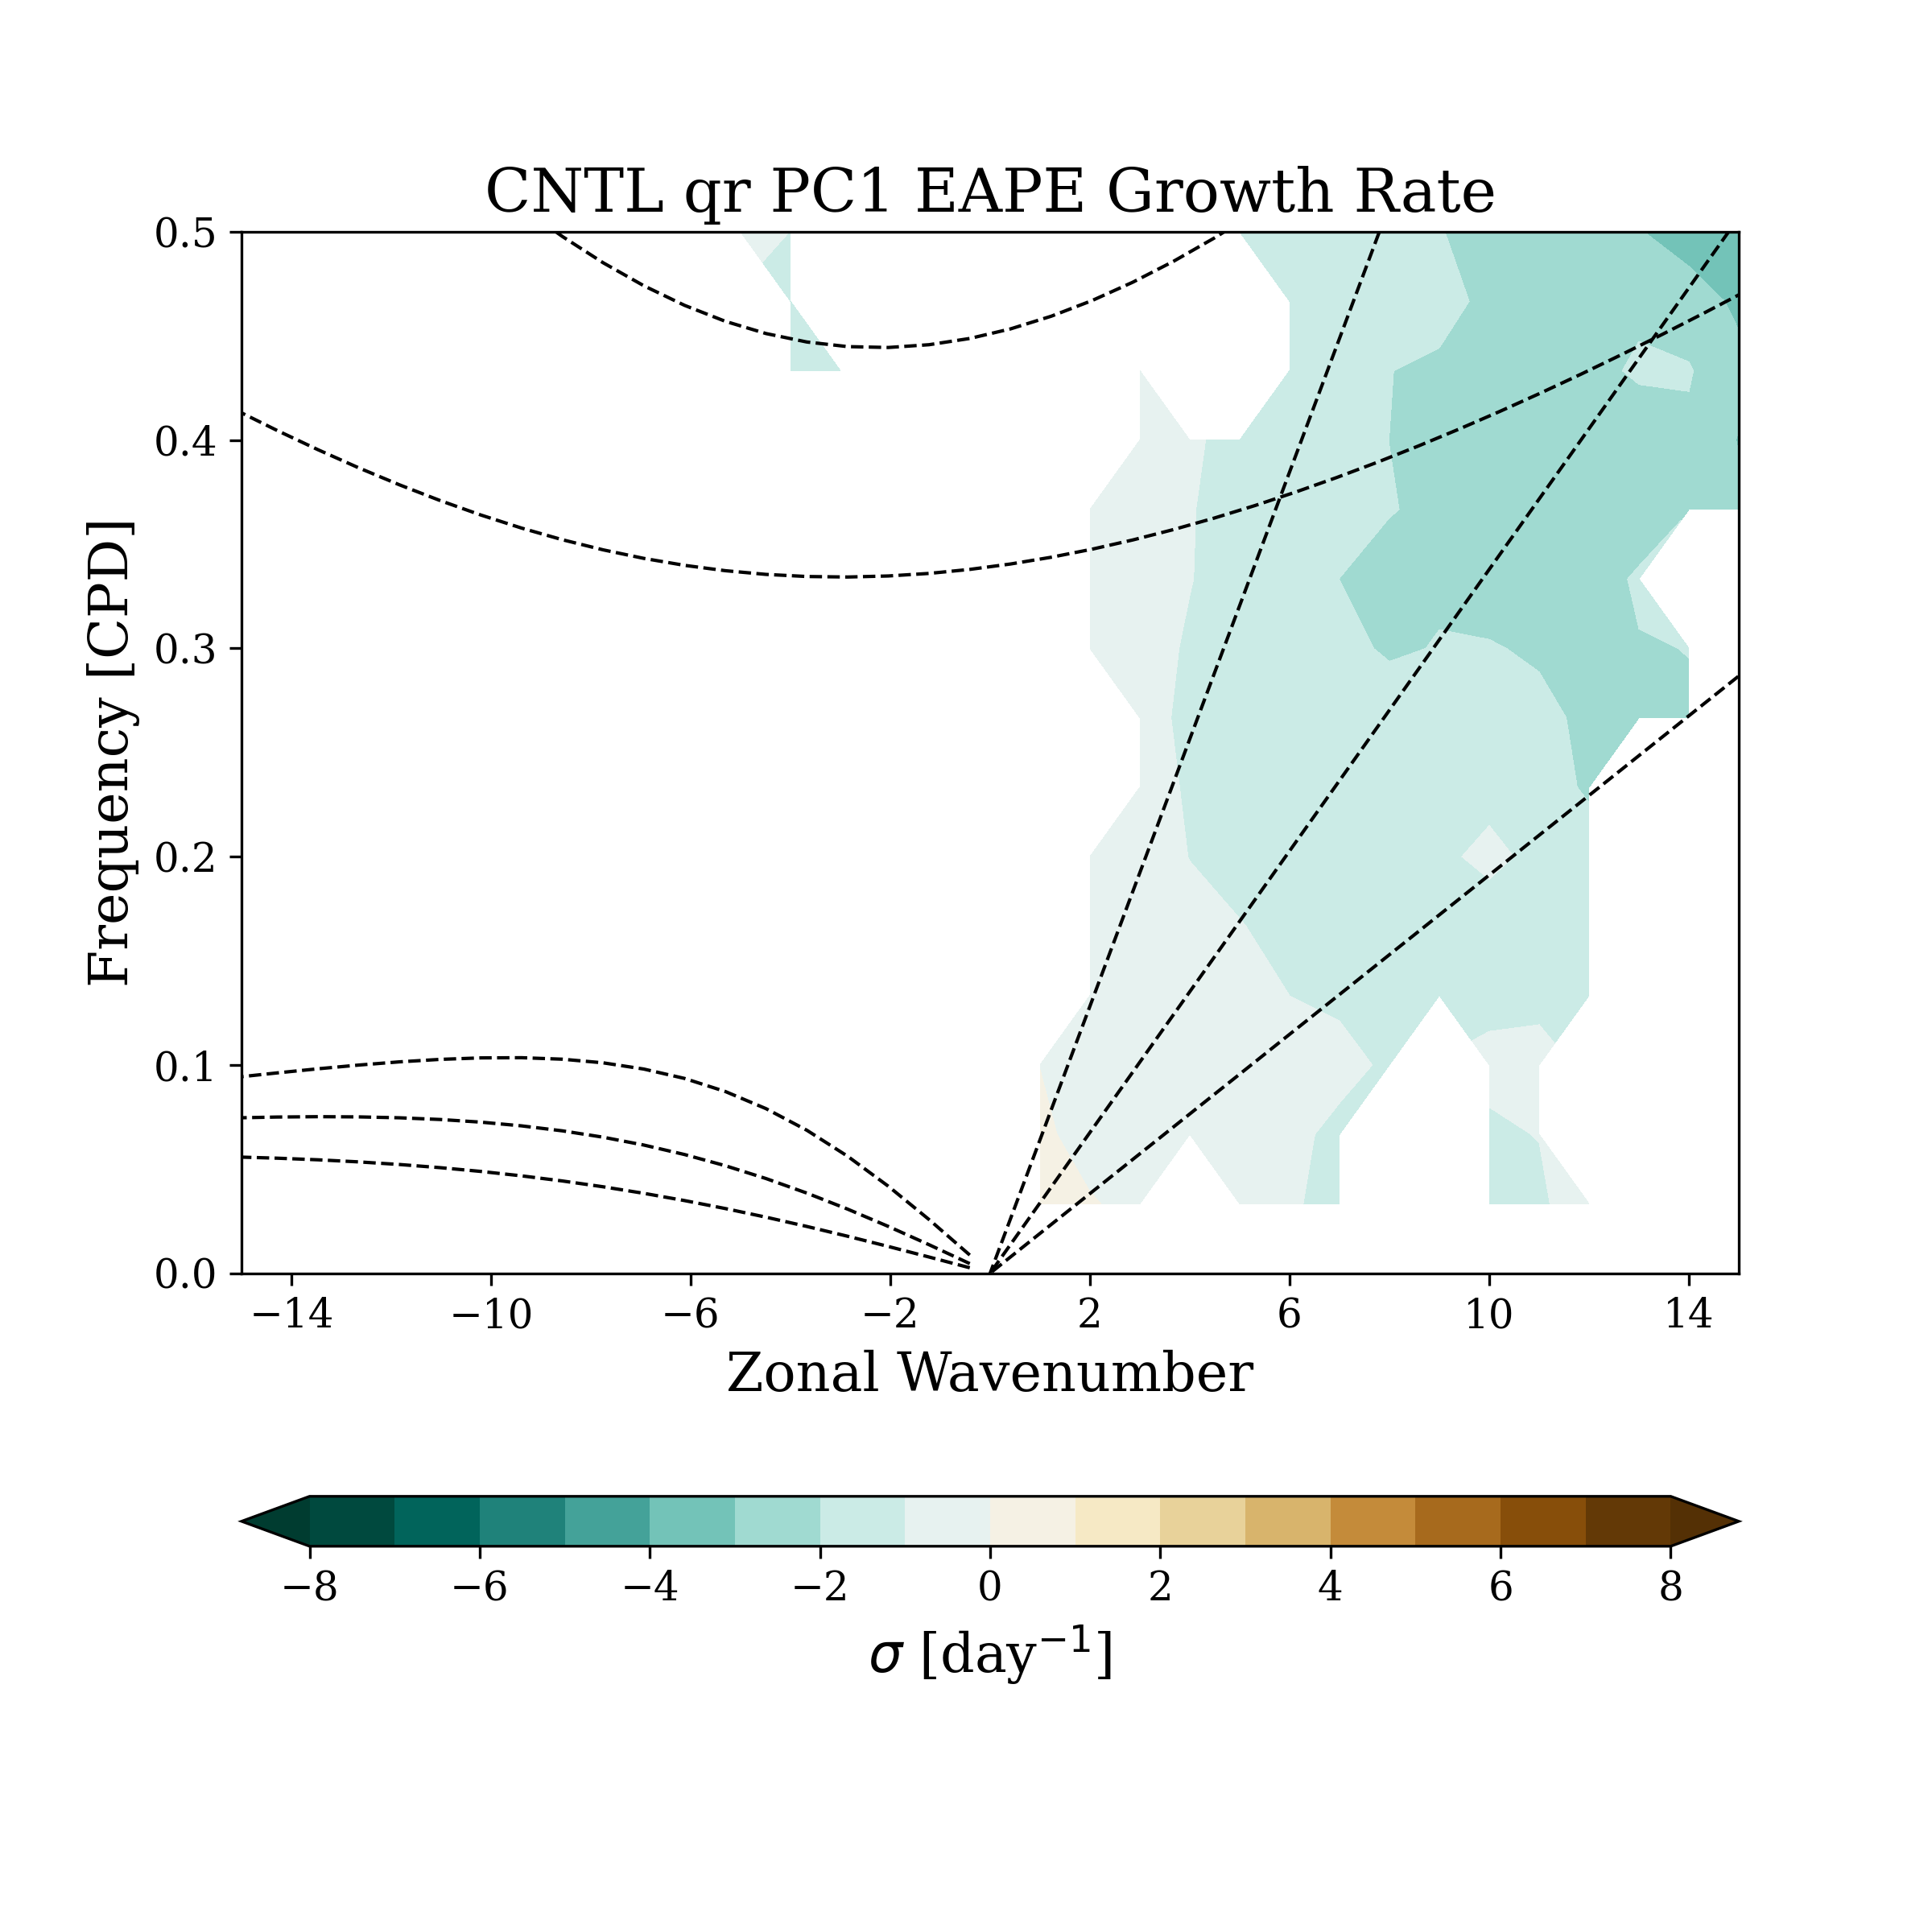 CNTL qr PC1 EAPE Growth Rate
0.5
0.4
0.3
0.2
0.1
0.0
Frequency [CPD]
−14 −10 −6 −2 2 6 10 14
Zonal Wavenumber
−8 −6 −4 −2 0 2 4 6 8
σ [day⁻¹]